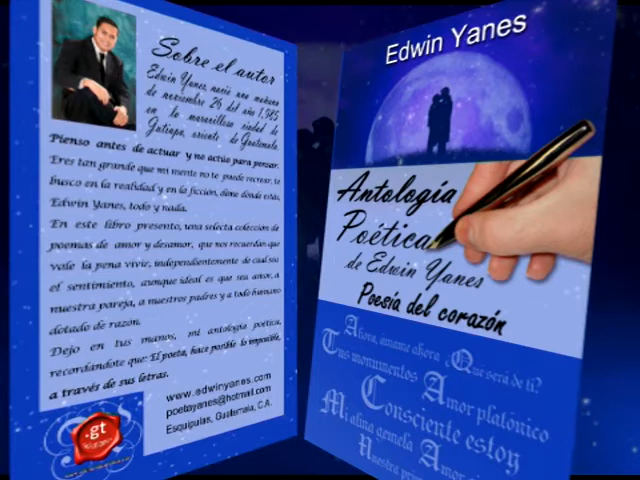 Sobre el autor
Edwin Yanes, nació una mañana
de noviembre 26 del año 1,985
en la maravillosa ciudad de
Jutiapa, oriente de Guatemala.
Pienso antes de actuar y no actúo para pensar.
Eres tan grande que mi mente no te puede recrear, te
busco en la realidad y en la ficción, dime dónde estás,
Edwin Yanes, todo y nada.
En este libro presento, una selecta colección de
poemas de amor y desamor, que nos recuerdan que
vale la pena vivir, independientemente de cual sea
el sentimiento, aunque ideal es que sea amor, a
nuestra pareja, a nuestros padres y a todo humano
dotado de razón.
Dejo en tus manos, mi antología poética,
recordándote que: El poeta, hace posible lo imposible,
a través de sus letras.
www.edwinyanes.com
poetayanes@hotmail.com
Esquipulas, Guatemala, C.A.
.gt
Edwin Yanes
Antología
Poética
de Edwin Yanes
Poesía del corazón
Ahora, ámame ahora ¿Que será de ti?
Tus monumentos Amor platónico
Consciente estoy
Mi alma gemela Amor
Nuestra